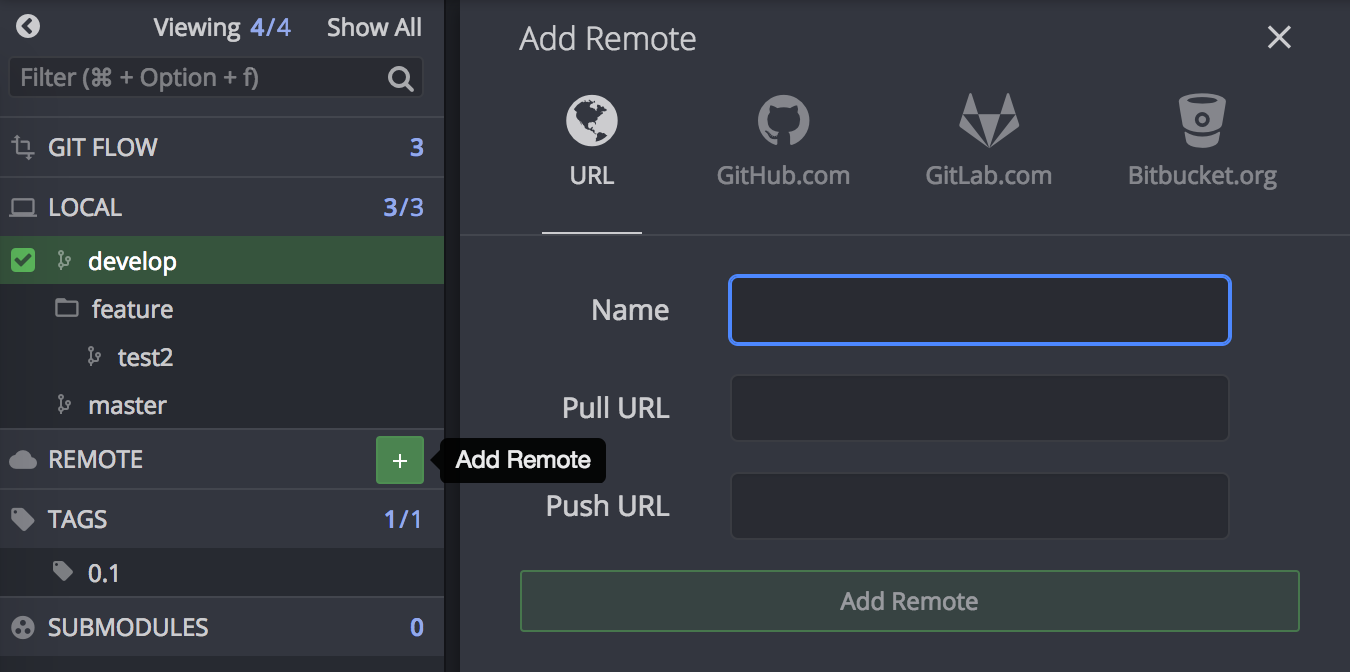 Viewing 4/4 Show All
Filter (⌘ + Option + f)
GIT FLOW 3
LOCAL 3/3
develop
feature
test2
master
REMOTE +
Add Remote
TAGS 1/1
0.1
SUBMODULES 0
Add Remote
URL GitHub.com GitLab.com Bitbucket.org
Name
Pull URL
Push URL
Add Remote